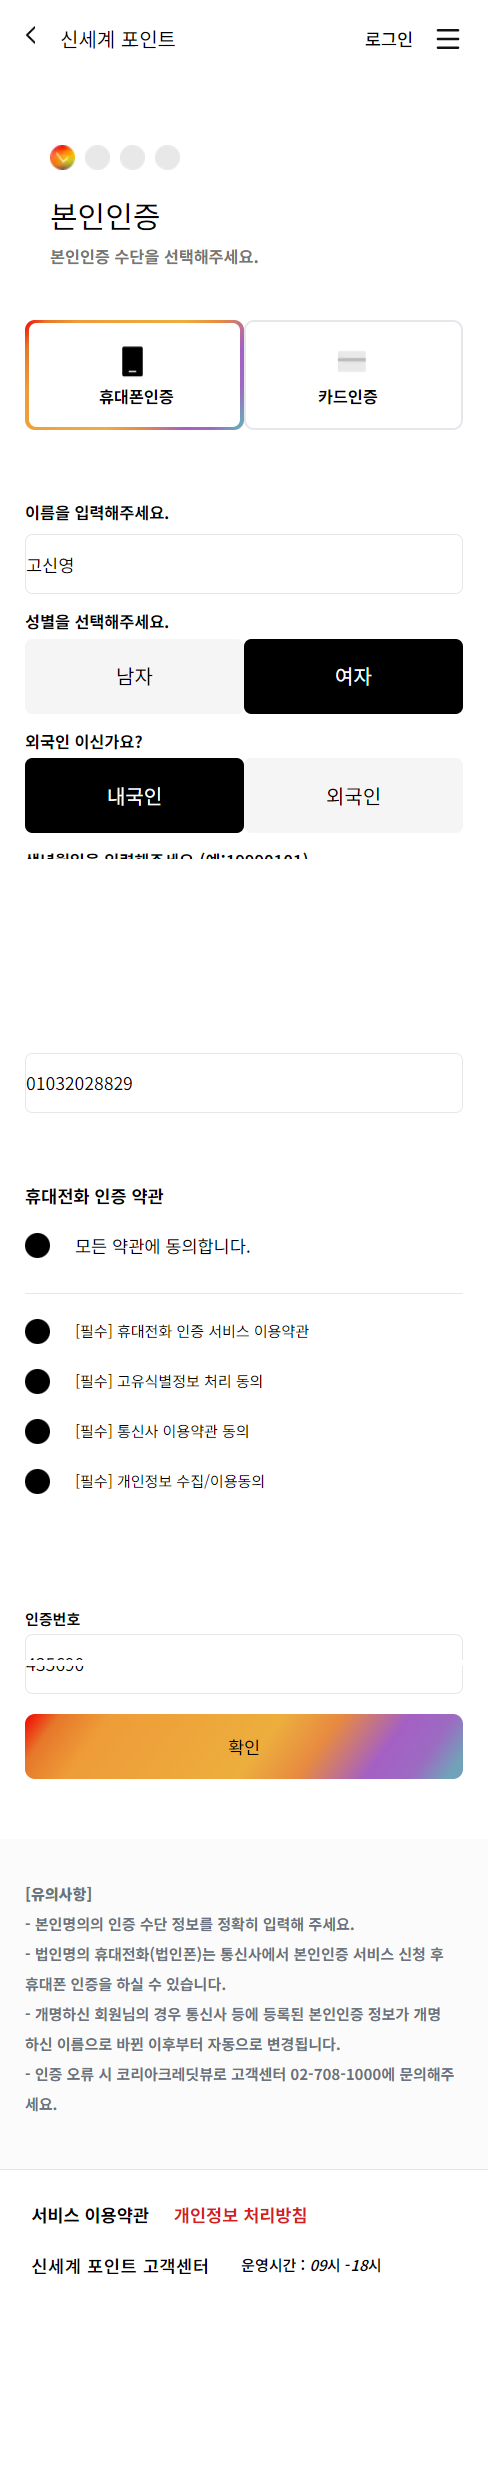 신세계 포인트
로그인
본인인증
본인인증 수단을 선택해주세요.
휴대폰인증
카드인증
이름을 입력해주세요.
고신영
성별을 선택해주세요.
남자
여자
외국인 이신가요?
내국인
외국인
생년월일을 입력해주세요 (예:19990101)
01032028829
휴대전화 인증 약관
모든 약관에 동의합니다.
[필수] 휴대전화 인증 서비스 이용약관
[필수] 고유식별정보 처리 동의
[필수] 통신사 이용약관 동의
[필수] 개인정보 수집/이용동의
인증번호
확인
[유의사항]
- 본인명의의 인증 수단 정보를 정확히 입력해 주세요.
- 법인명의 휴대전화(법인폰)는 통신사에서 본인인증 서비스 신청 후
휴대폰 인증을 하실 수 있습니다.
- 개명하신 회원님의 경우 통신사 등에 등록된 본인인증 정보가 개명
하신 이름으로 바뀐 이후부터 자동으로 변경됩니다.
- 인증 오류 시 코리아크레딧뷰로 고객센터 02-708-1000에 문의해주
세요.
서비스 이용약관
개인정보 처리방침
신세계 포인트 고객센터
운영시간 : 09시 -18시